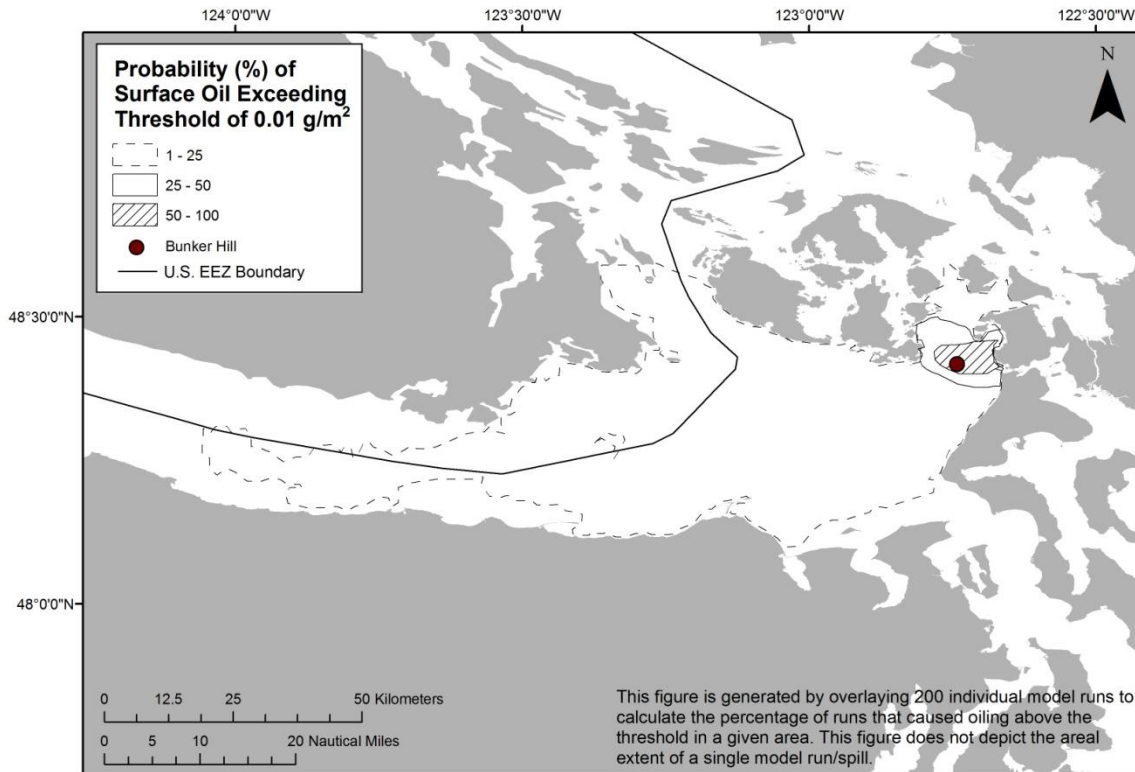 124°0'0"W 123°30'0"W 123°0'0"W 122°30'0"W
Probability (%) of
Surface Oil Exceeding
Threshold of 0.01 g/m²
1 - 25
25 - 50
50 - 100
Bunker Hill
U.S. EEZ Boundary
N
48°30'0"N
48°0'0"N
0 12.5 25 50 Kilometers
0 5 10 20 Nautical Miles
This figure is generated by overlaying 200 individual model runs to
calculate the percentage of runs that caused oiling above the
threshold in a given area. This figure does not depict the areal
extent of a single model run/spill.